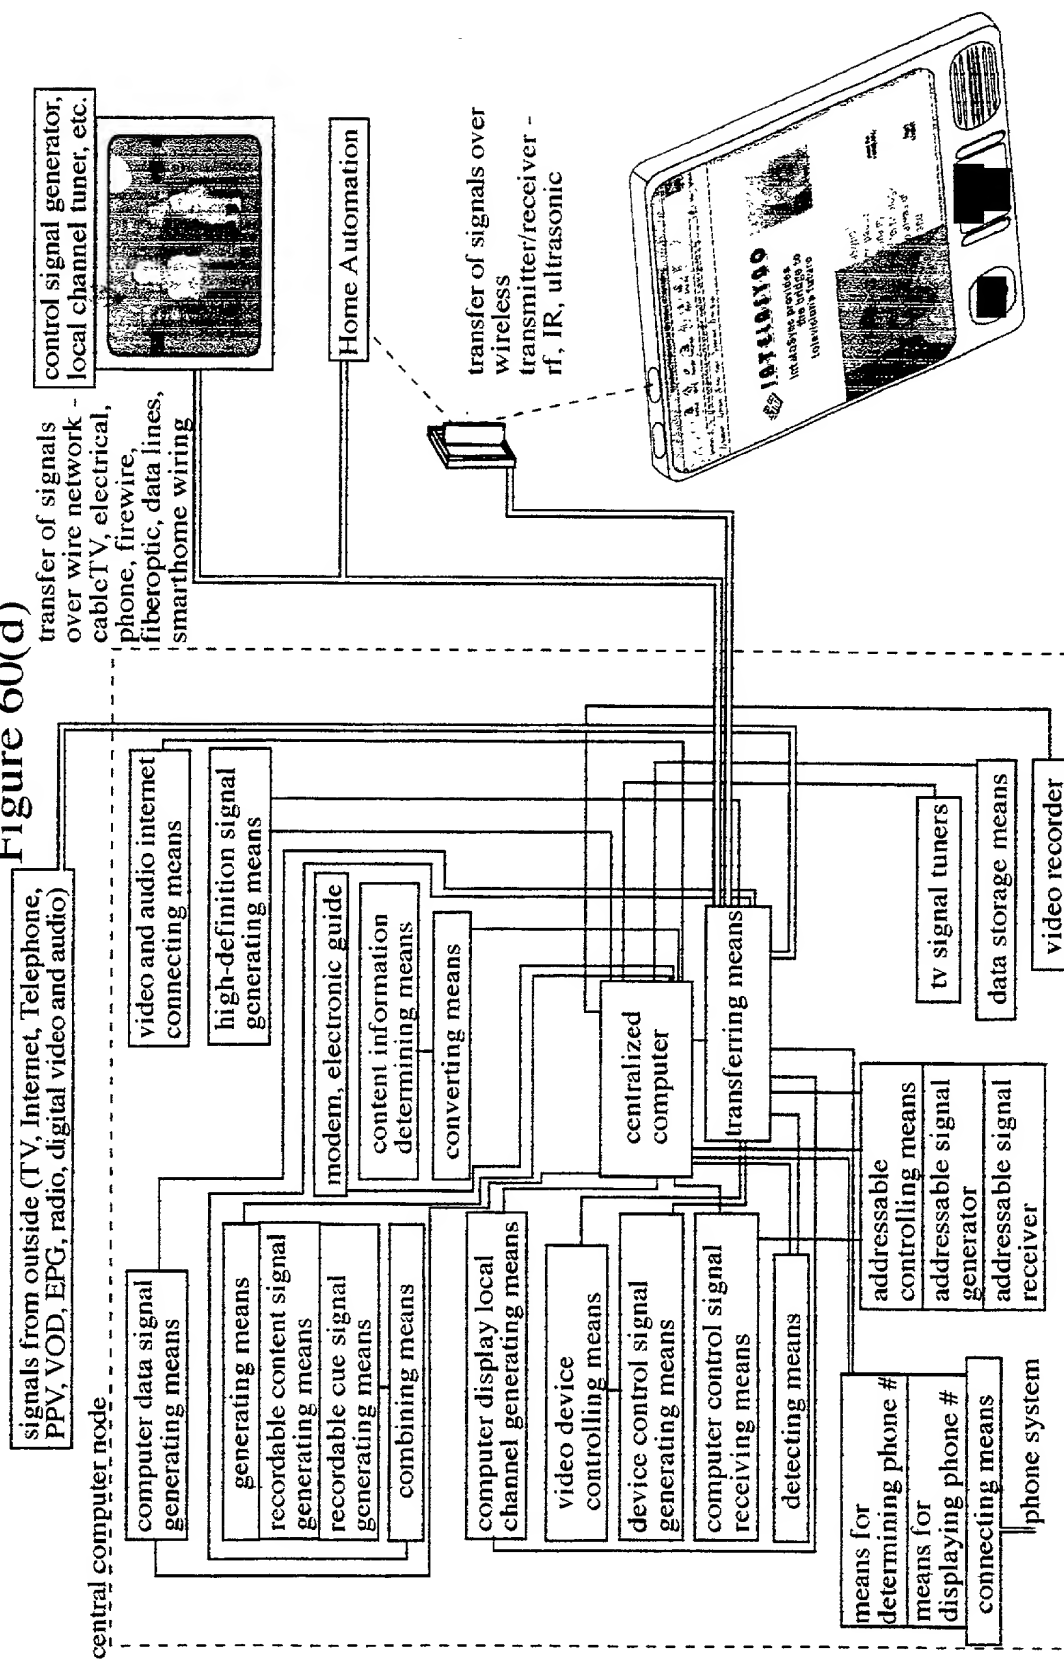 Figure 60(d)
signals from outside (TV, Internet, Telephone,
PPV, VOD, EPG, radio, digital video and audio)
central computer node
computer data signal
generating means
generating means
recordable content signal
generating means
recordable cue signal
generating means
combining means
computer display local
channel generating means
video device
controlling means
device control signal
generating means
computer control signal
receiving means
detecting means
means for
determining phone #
means for
displaying phone #
connecting means
phone system
video and audio internet
connecting means
high-definition signal
generating means
modem, electronic guide
content information
determining means
converting means
centralized
computer
transferring means
addressable
controlling means
addressable signal
generator
addressable signal
receiver
tv signal tuners
data storage means
video recorder
transfer of signals
over wire network -
cableTV, electrical,
phone, firewire,
fiberoptic, data lines,
smarthome wiring
control signal generator,
local channel tuner, etc.
Home Automation
transfer of signals over
wireless
transmitter/receiver -
rf, IR, ultrasonic
IntelaSync provides
the bridge to
television's future